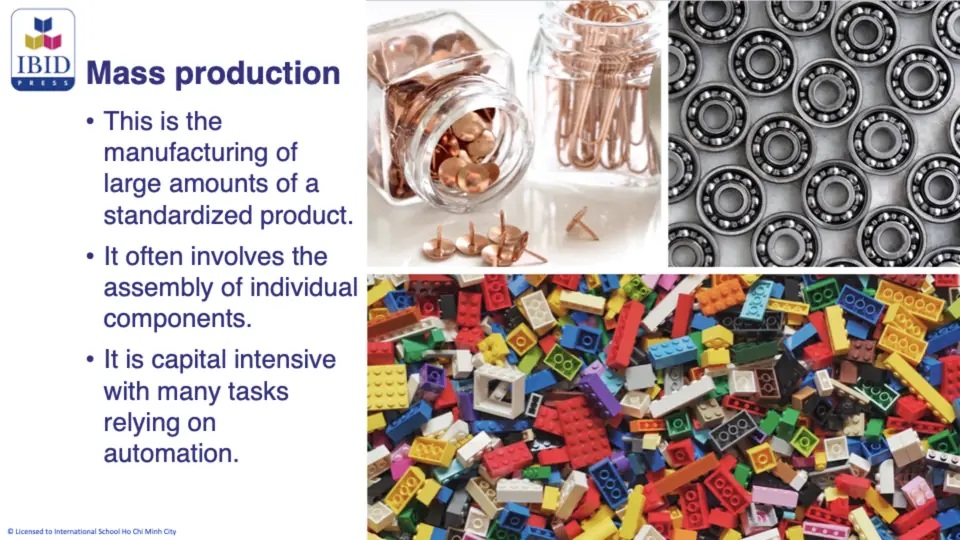 IBID
PRESS
Mass production
• This is the
manufacturing of
large amounts of a
standardized product.
• It often involves the
assembly of individual
components.
• It is capital intensive
with many tasks
relying on
automation.
© Licensed to International School Ho Chi Minh City